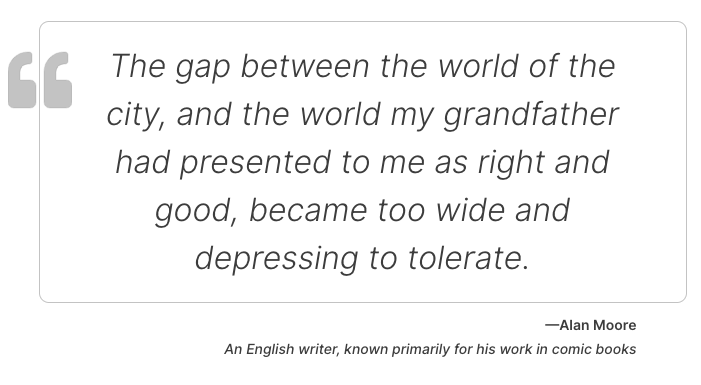 The gap between the world of the
city, and the world my grandfather
had presented to me as right and
good, became too wide and
depressing to tolerate.
—Alan Moore
An English writer, known primarily for his work in comic books